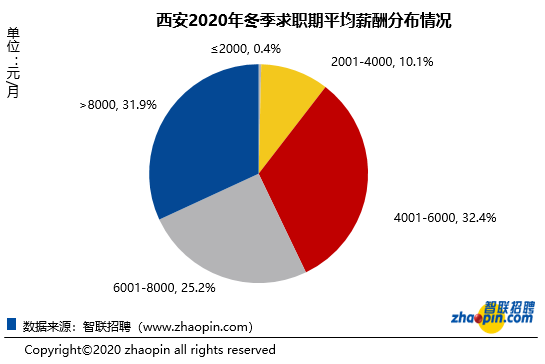 西安2020年冬季求职期平均薪酬分布情况
单位：元/月
≤2000, 0.4%
2001-4000, 10.1%
>8000, 31.9%
4001-6000, 32.4%
6001-8000, 25.2%
智联招聘
zhaopin.com
数据来源：智联招聘（www.zhaopin.com）
Copyright©2020 zhaopin all rights reserved